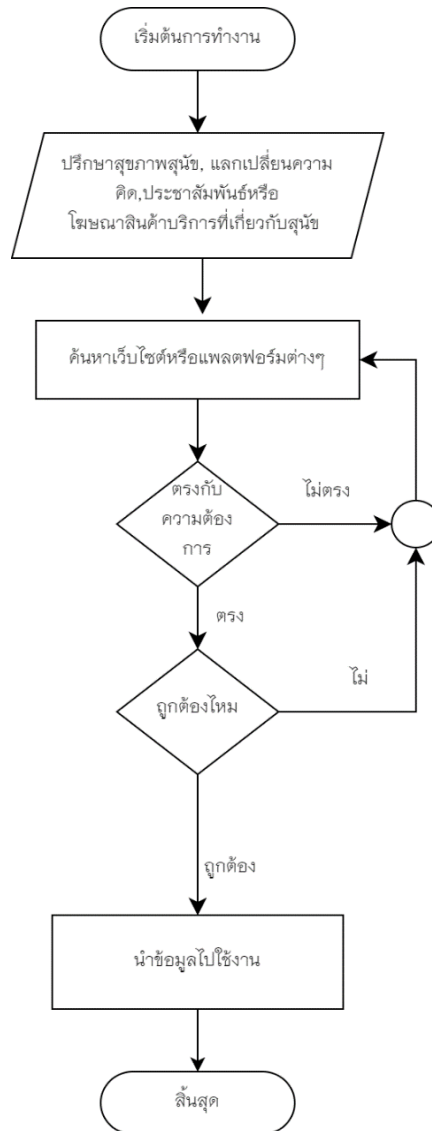 เริ่มต้นการทำงาน
ปรึกษาสุขภาพสุนัข, แลกเปลี่ยนความ
คิด,ประชาสัมพันธ์หรือ
โฆษณาสินค้าบริการที่เกี่ยวกับสุนัข
ค้นหาเว็บไซต์หรือแพลตฟอร์มต่างๆ
ตรงกับ
ความต้อง
การ
ไม่ตรง
ตรง
ถูกต้องไหม
ไม่
ถูกต้อง
นำข้อมูลไปใช้งาน
สิ้นสุด